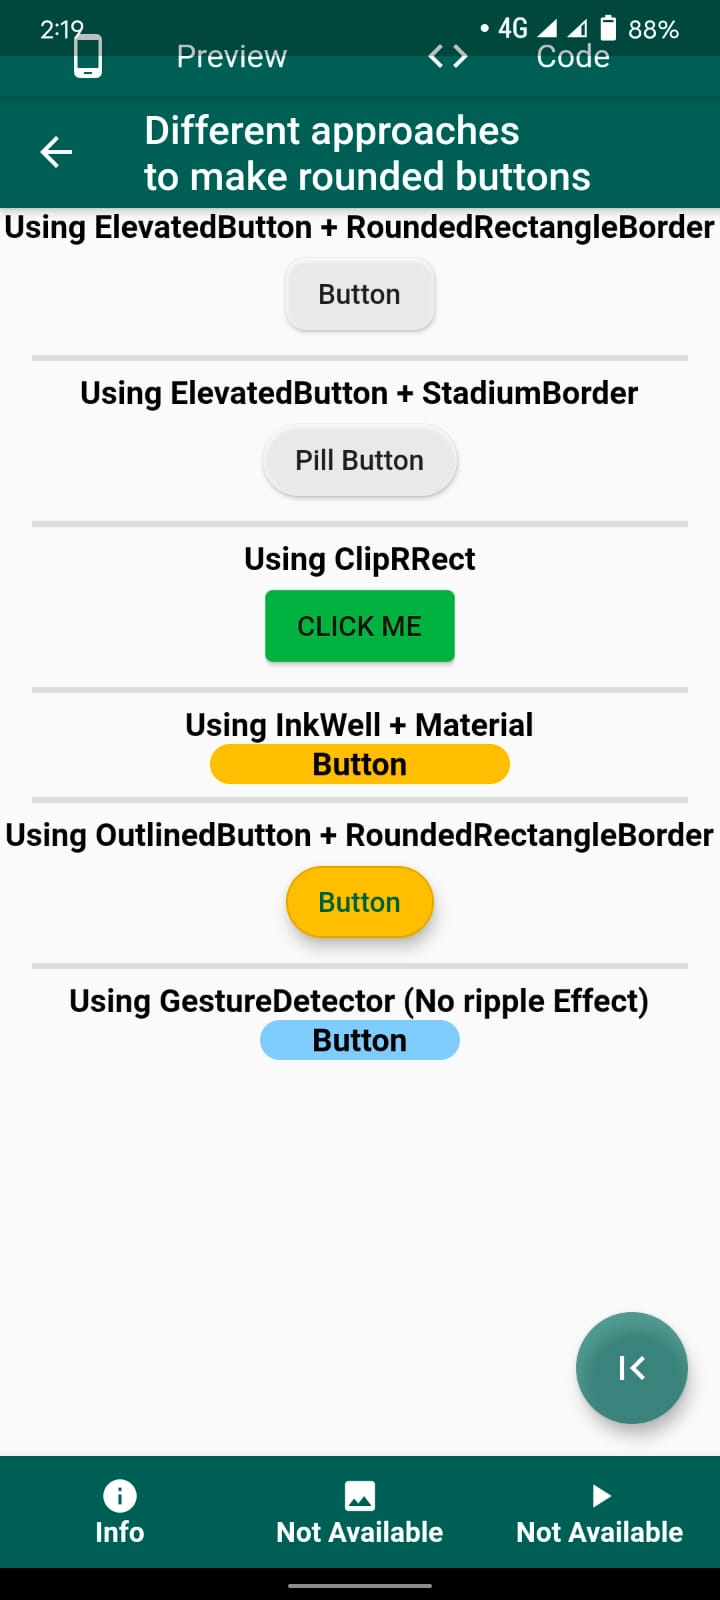 2:19 • 4G 88%
Preview <> Code
Different approaches
to make rounded buttons
Using ElevatedButton + RoundedRectangleBorder
Button
Using ElevatedButton + StadiumBorder
Pill Button
Using ClipRRect
CLICK ME
Using InkWell + Material
Button
Using OutlinedButton + RoundedRectangleBorder
Button
Using GestureDetector (No ripple Effect)
Button
Info Not Available Not Available